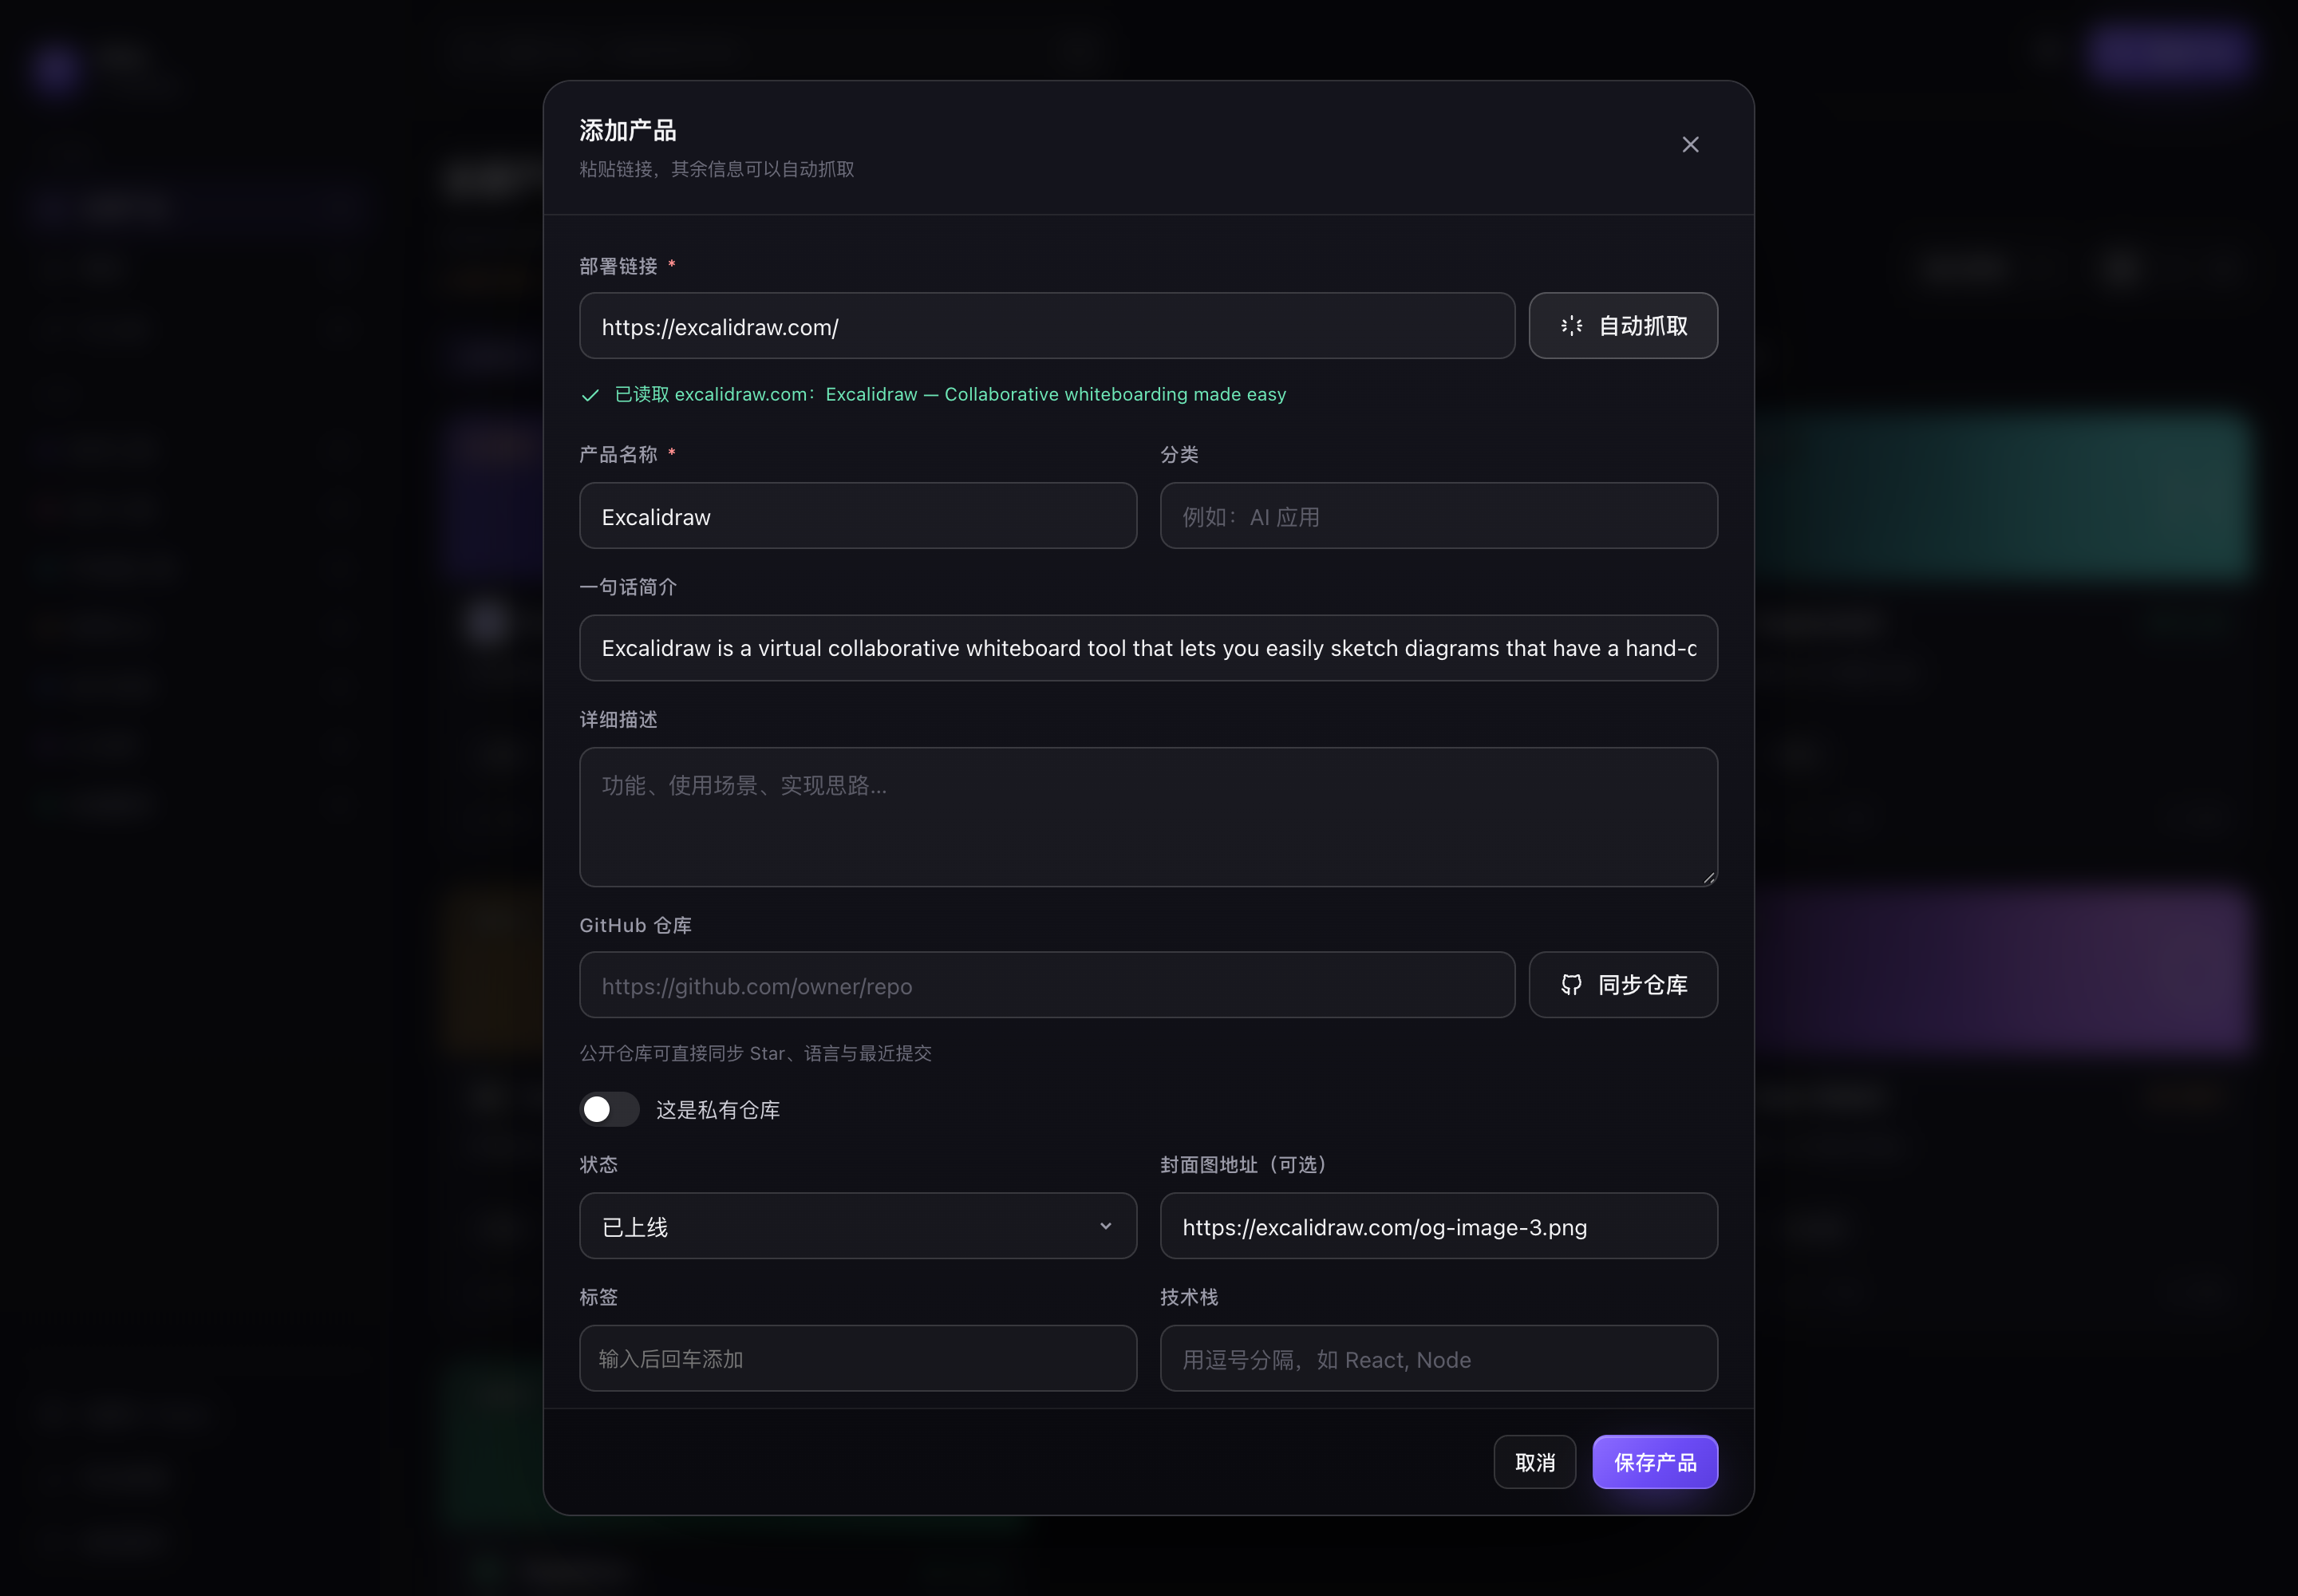 添加产品
粘贴链接，其余信息可以自动抓取
部署链接 *
https://excalidraw.com/
自动抓取
已读取 excalidraw.com：Excalidraw — Collaborative whiteboarding made easy
产品名称 *
分类
Excalidraw
例如：AI 应用
一句话简介
Excalidraw is a virtual collaborative whiteboard tool that lets you easily sketch diagrams that have a hand-
详细描述
功能、使用场景、实现思路...
GitHub 仓库
https://github.com/owner/repo
同步仓库
公开仓库可直接同步 Star、语言与最近提交
这是私有仓库
状态
封面图地址（可选）
已上线
https://excalidraw.com/og-image-3.png
标签
技术栈
输入后回车添加
用逗号分隔，如 React, Node
取消
保存产品